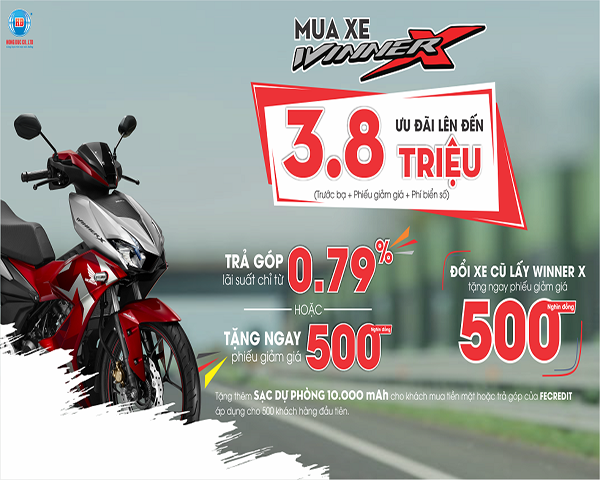 HD
MUA XE
WINNER X
ƯU ĐÃI LÊN ĐẾN
3.8 TRIỆU
(Trước bạ + Phiếu giảm giá + Phí biển số)
TRẢ GÓP
lãi suất chỉ từ
0.79%
HOẶC
TẶNG NGAY
phiếu giảm giá
500 Nghìn đồng
ĐỔI XE CŨ LẤY WINNER X
tặng ngay phiếu giảm giá
500 Nghìn đồng
Tặng thêm SẠC DỰ PHÒNG 10.000 mAh cho khách mua tiền mặt hoặc trả góp của FECREDIT
áp dụng cho 500 khách hàng đầu tiên.
WINNER X